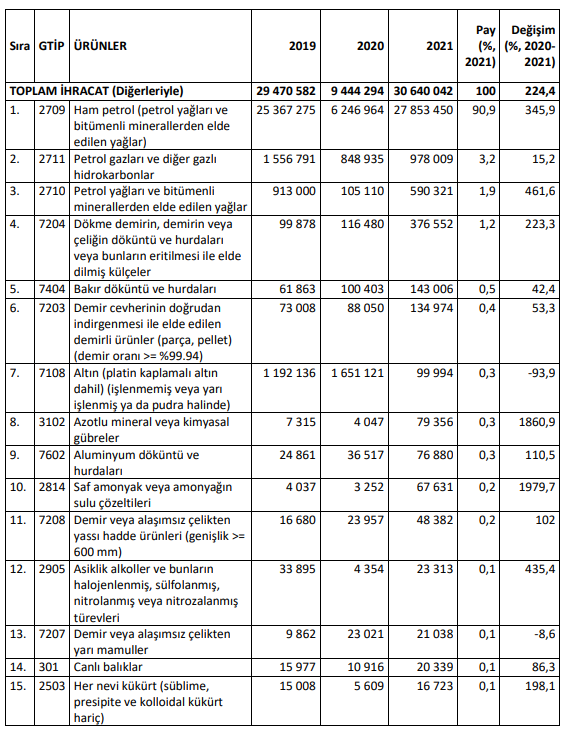 Sıra GTİP ÜRÜNLER 2019 2020 2021 Pay (%, 2021) Değişim (%, 2020-2021)
TOPLAM İHRACAT (Diğerleriyle) 29 470 582 9 444 294 30 640 042 100 224,4
1. 2709 Ham petrol (petrol yağları ve 25 367 275 6 246 964 27 853 450 90,9 345,9
bitümenli minerallerden elde
edilen yağlar)
2. 2711 Petrol gazları ve diğer gazlı 1 556 791 848 935 978 009 3,2 15,2
hidrokarbonlar
3. 2710 Petrol yağları ve bitümenli 913 000 105 110 590 321 1,9 461,6
minerallerden elde edilen yağlar
4. 7204 Dökme demirin, demirin veya 99 878 116 480 376 552 1,2 223,3
çeliğin döküntü ve hurdaları
veya bunların eritilmesi ile elde
dilmiş külçeler
5. 7404 Bakır döküntü ve hurdaları 61 863 100 403 143 006 0,5 42,4
6. 7203 Demir cevherinin doğrudan 73 008 88 050 134 974 0,4 53,3
indirgenmesi ile elde edilen
demirli ürünler (parça, pellet)
(demir oranı >= %99.94)
7. 7108 Altın (platin kaplamalı altın 1 192 136 1 651 121 99 994 0,3 -93,9
dahil) (işlenmemiş veya yarı
işlenmiş ya da pudra halinde)
8. 3102 Azotlu mineral veya kimyasal 7 315 4 047 79 356 0,3 1860,9
gübreler
9. 7602 Aluminyum döküntü ve 24 861 36 517 76 880 0,3 110,5
hurdaları
10. 2814 Saf amonyak veya amonyağın 4 037 3 252 67 631 0,2 1979,7
sulu çözeltileri
11. 7208 Demir veya alaşımsız çelikten 16 680 23 957 48 382 0,2 102
yassı hadde ürünleri (genişlik >=
600 mm)
12. 2905 Asiklik alkoller ve bunların 33 895 4 354 23 313 0,1 435,4
halojenlenmiş, sülfolanmış,
nitrolanmış veya nitrozalanmış
türevleri
13. 7207 Demir veya alaşımsız çelikten 9 862 23 021 21 038 0,1 -8,6
yarı mamuller
14. 301 Canlı balıklar 15 977 10 916 20 339 0,1 86,3
15. 2503 Her nevi kükürt (süblime, 15 008 5 609 16 723 0,1 198,1
presipite ve kolloidal kükürt
hariç)